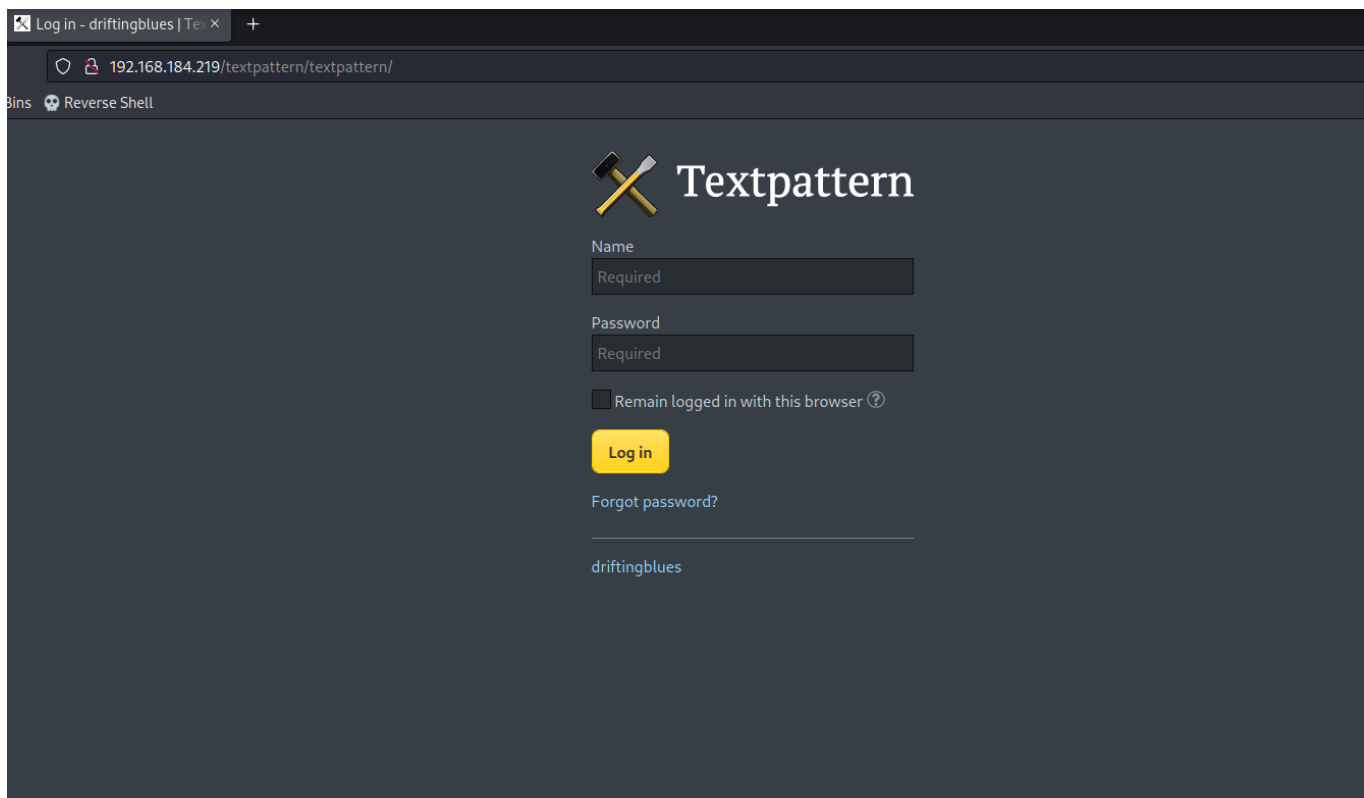 Log in - driftingblues | Tex
192.168.184.219/textpattern/textpattern/
Bins Reverse Shell
Textpattern
Name
Required
Password
Required
Remain logged in with this browser ?
Log in
Forgot password?
driftingblues